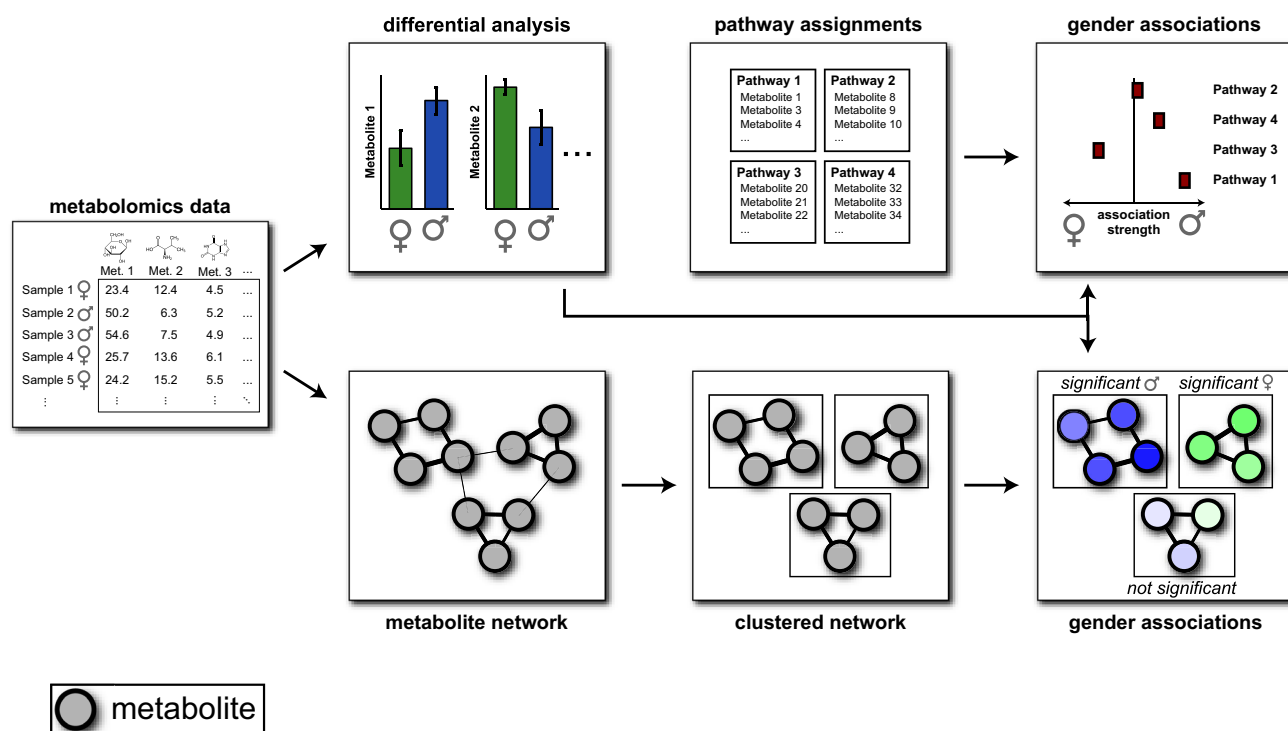 differential analysis
pathway assignments
gender associations
Metabolite 1
Metabolite 2
...
♀ ♂ ♀ ♂
Pathway 1
Metabolite 1
Metabolite 3
Metabolite 4
...
Pathway 2
Metabolite 8
Metabolite 9
Metabolite 10
...
Pathway 3
Metabolite 20
Metabolite 21
Metabolite 22
...
Pathway 4
Metabolite 32
Metabolite 33
Metabolite 34
...
Pathway 2
Pathway 4
Pathway 3
Pathway 1
♀ association ♂
strength
metabolomics data
OH
HO
NH₂
CH₃
Met. 1 Met. 2 Met. 3 ...
Sample 1 ♀ 23.4 12.4 4.5 ...
Sample 2 ♂ 50.2 6.3 5.2 ...
Sample 3 ♂ 54.6 7.5 4.9 ...
Sample 4 ♀ 25.7 13.6 6.1 ...
Sample 5 ♀ 24.2 15.2 5.5 ...
⋮ ⋮ ⋮ ⋮ ⋱
significant ♂ significant ♀
not significant
metabolite network
clustered network
gender associations
metabolite